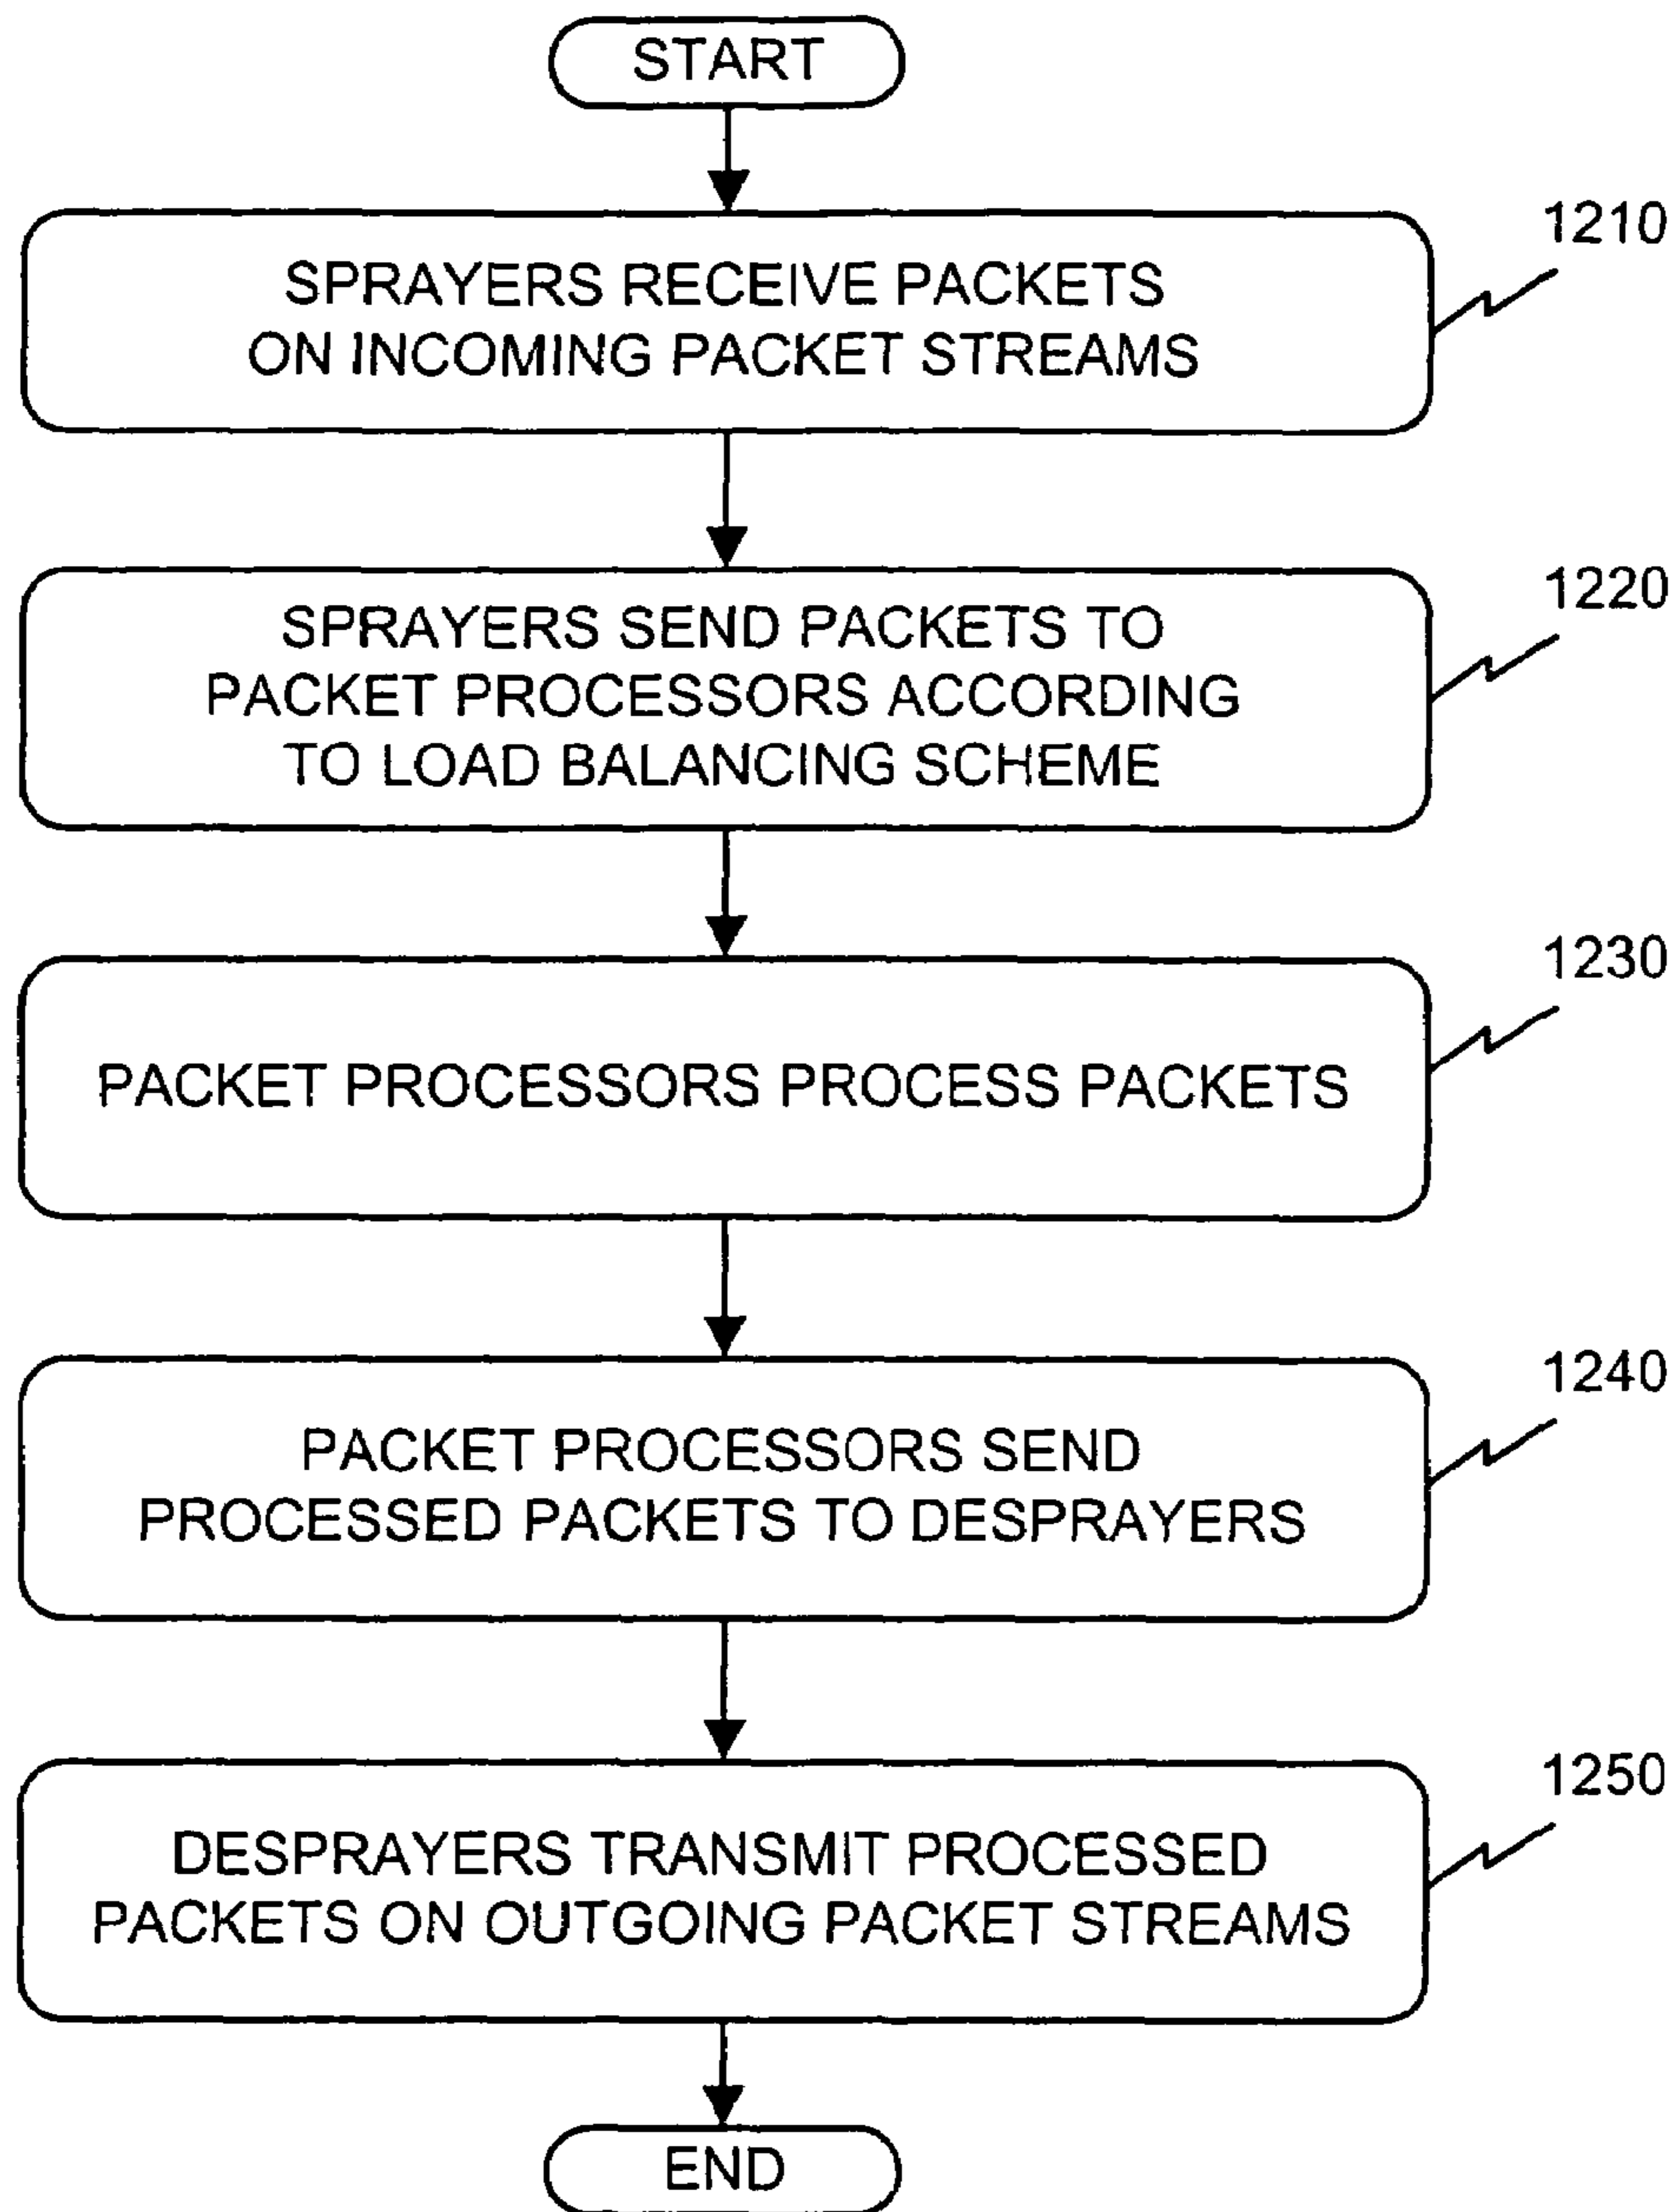 START
1210
SPRAYERS RECEIVE PACKETS
ON INCOMING PACKET STREAMS
1220
SPRAYERS SEND PACKETS TO
PACKET PROCESSORS ACCORDING
TO LOAD BALANCING SCHEME
1230
PACKET PROCESSORS PROCESS PACKETS
1240
PACKET PROCESSORS SEND
PROCESSED PACKETS TO DESPRAYERS
1250
DESPRAYERS TRANSMIT PROCESSED
PACKETS ON OUTGOING PACKET STREAMS
END